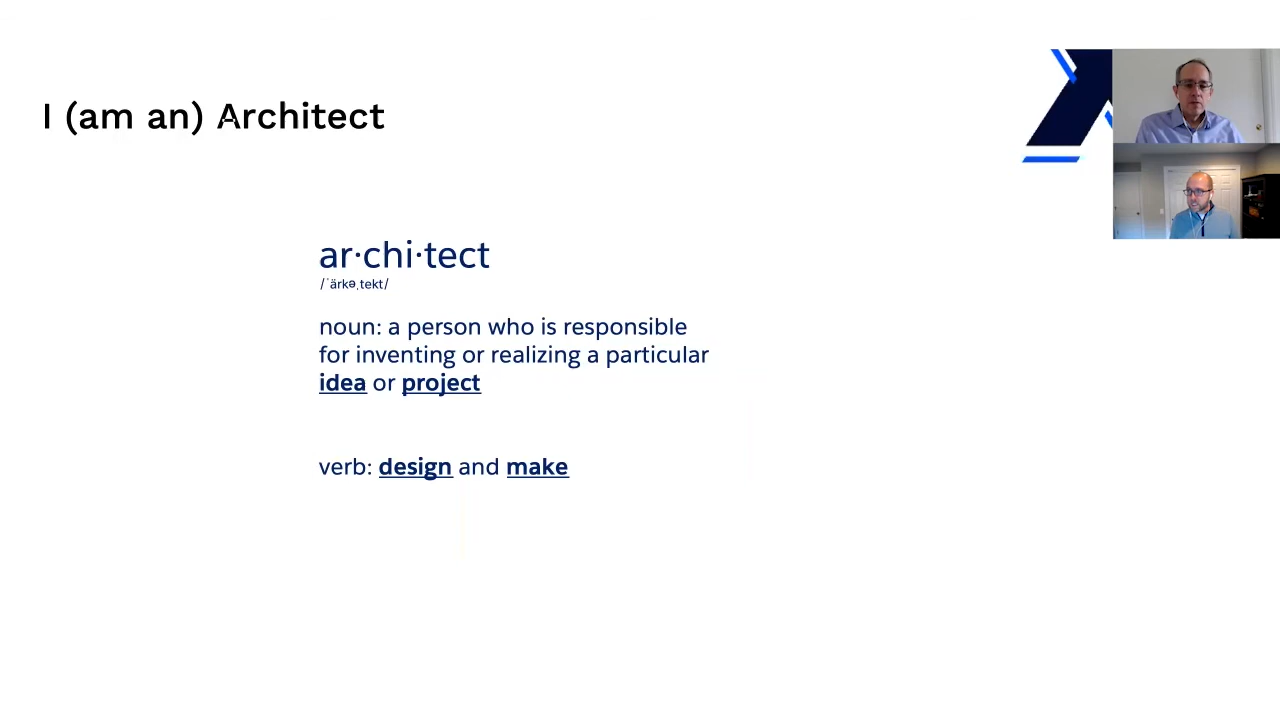 I (am an) Architect
ar·chi·tect
/ˈärkəˌtekt/
noun: a person who is responsible
for inventing or realizing a particular
idea or project
verb: design and make